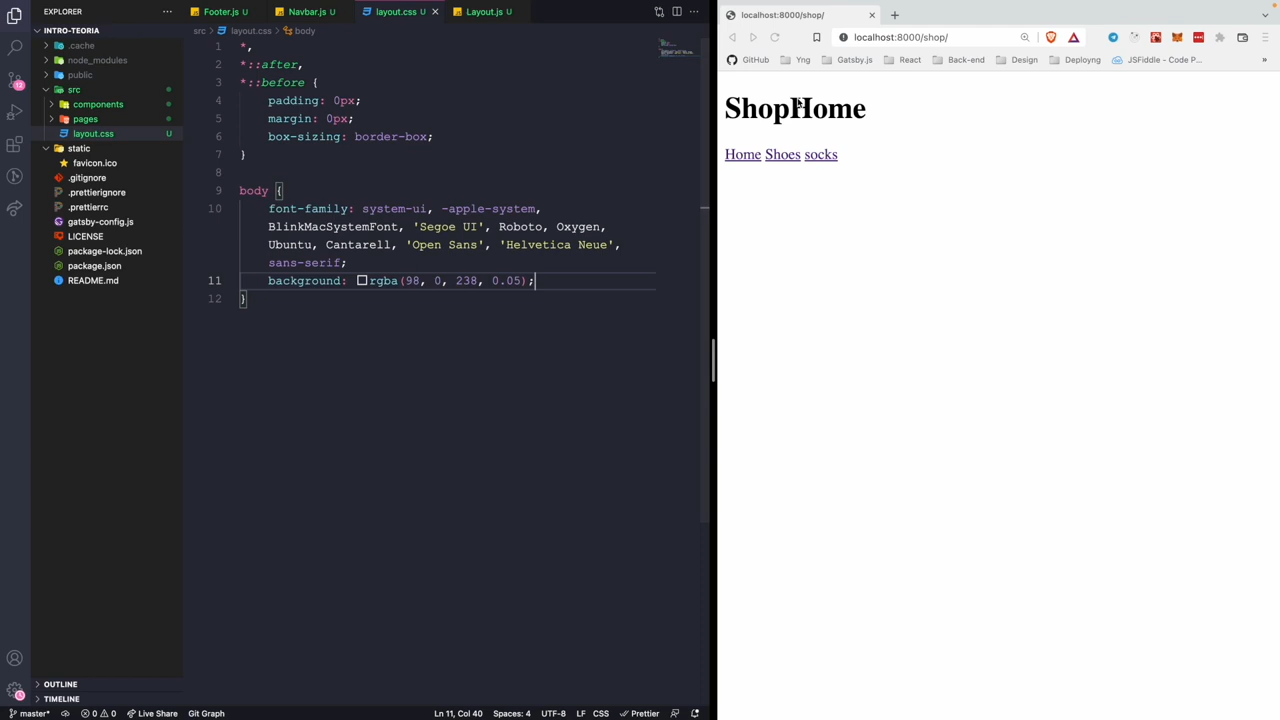 EXPLORER
INTRO-TEORIA
.cache
node_modules
public
src
components
pages
layout.css U
static
favicon.ico
.gitignore
.prettierignore
.prettierrc
gatsby-config.js
LICENSE
package-lock.json
package.json
README.md
OUTLINE
TIMELINE
12
Footer.js U
Navbar.js U
layout.css U
Layout.js U
src > layout.css > body
1 *,
2 *::after,
3 *::before {
4 padding: 0px;
5 margin: 0px;
6 box-sizing: border-box;
7 }
8
9 body {
10 font-family: system-ui, -apple-system,
BlinkMacSystemFont, 'Segoe UI', Roboto, Oxygen,
Ubuntu, Cantarell, 'Open Sans', 'Helvetica Neue',
sans-serif;
11 background: rgba(98, 0, 238, 0.05);
12 }
master* 0 0 Live Share Git Graph
Ln 11, Col 40 Spaces: 4 UTF-8 LF CSS Prettier
localhost:8000/shop/
localhost:8000/shop/
GitHub Yng Gatsby.js React Back-end Design Deployng JSFiddle - Code P... »
ShopHome
Home Shoes socks